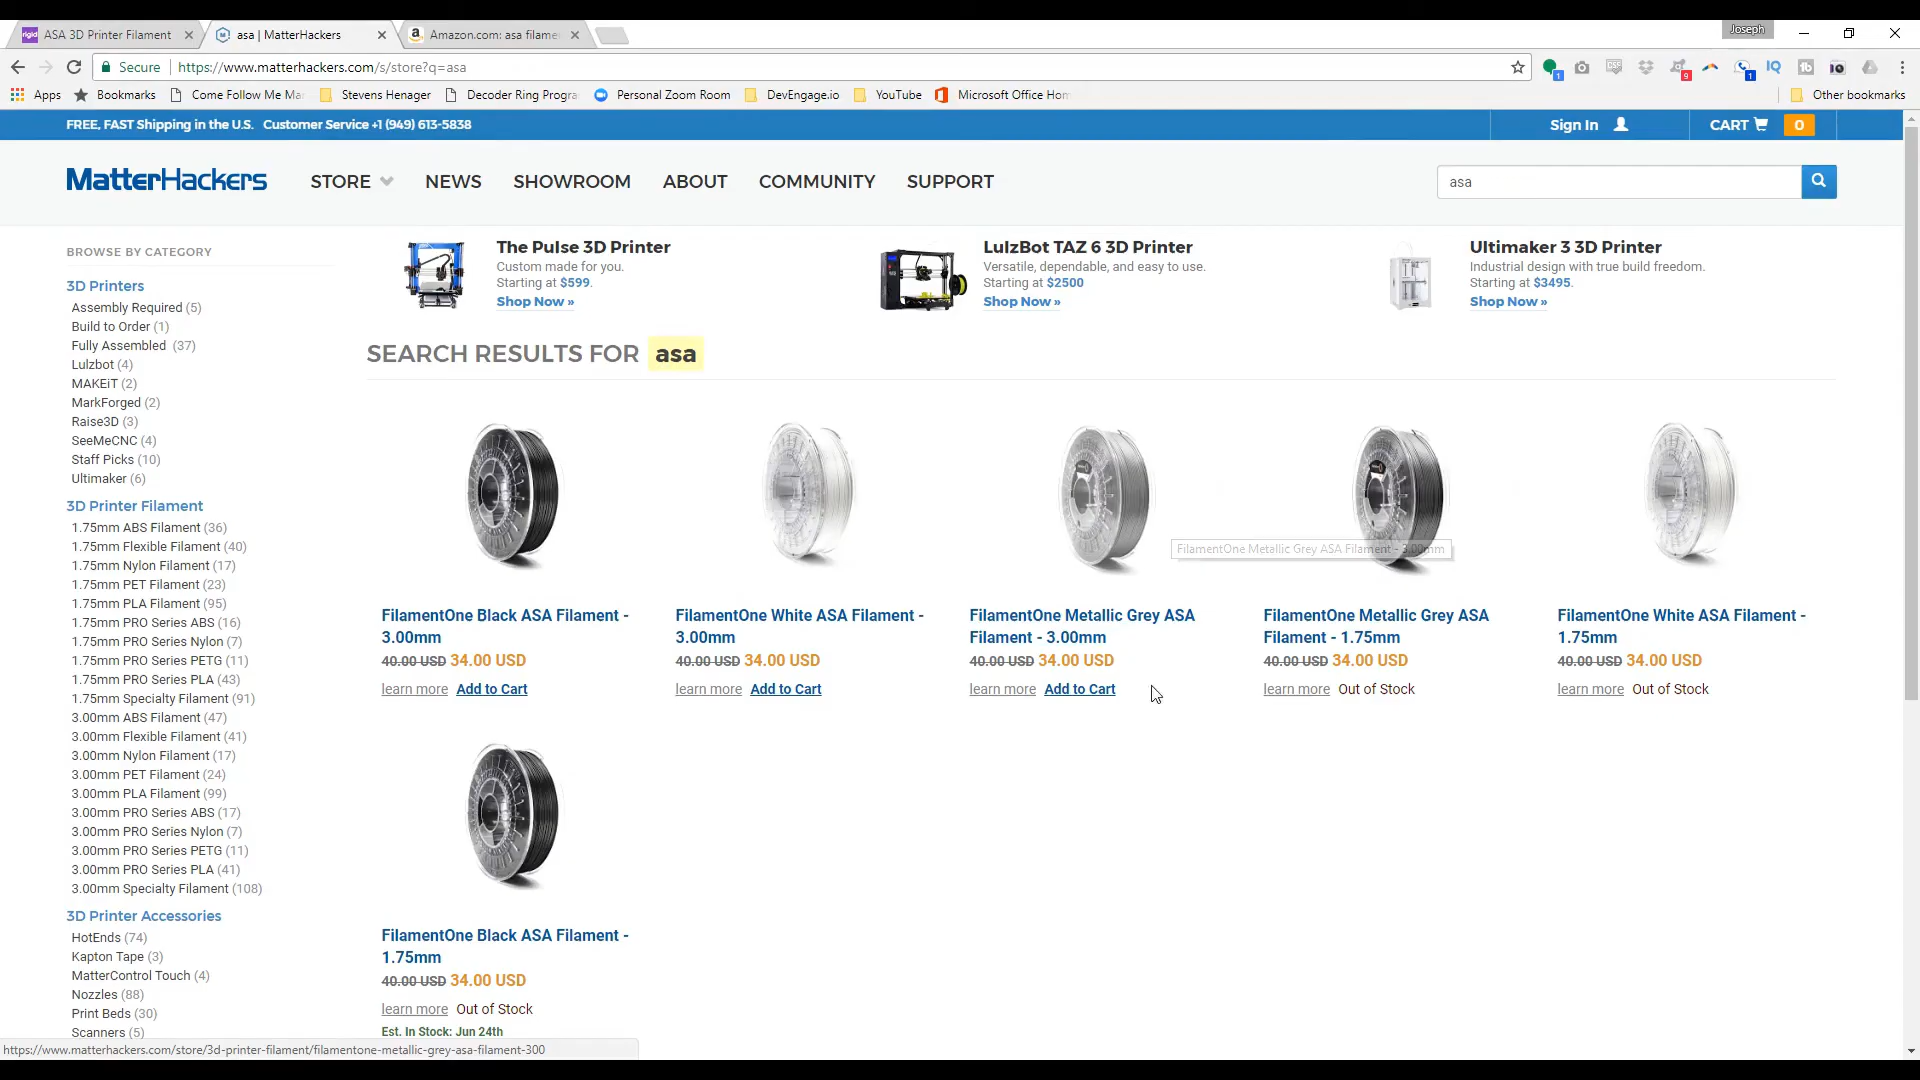 rigid ASA 3D Printer Filament
asa | MatterHackers
Amazon.com: asa filame
Joseph
Secure https://www.matterhackers.com/s/store?q=asa
Apps Bookmarks Come Follow Me Ma Stevens Henager Decoder Ring Progra Personal Zoom Room DevEngage.io YouTube Microsoft Office Hom Other bookmarks
FREE, FAST Shipping in the U.S. Customer Service +1 (949) 613-5838 Sign In CART 0
MatterHackers STORE NEWS SHOWROOM ABOUT COMMUNITY SUPPORT asa
The Pulse 3D Printer
Custom made for you.
Starting at $599.
Shop Now »
LulzBot TAZ 6 3D Printer
Versatile, dependable, and easy to use.
Starting at $2500
Shop Now »
Ultimaker 3 3D Printer
Industrial design with true build freedom.
Starting at $3495.
Shop Now »
BROWSE BY CATEGORY
3D Printers
Assembly Required (5)
Build to Order (1)
Fully Assembled (37)
Lulzbot (4)
MAKEiT (2)
MarkForged (2)
Raise3D (3)
SeeMeCNC (4)
Staff Picks (10)
Ultimaker (6)
3D Printer Filament
1.75mm ABS Filament (36)
1.75mm Flexible Filament (40)
1.75mm Nylon Filament (17)
1.75mm PET Filament (23)
1.75mm PLA Filament (95)
1.75mm PRO Series ABS (16)
1.75mm PRO Series Nylon (7)
1.75mm PRO Series PETG (11)
1.75mm PRO Series PLA (43)
1.75mm Specialty Filament (91)
3.00mm ABS Filament (47)
3.00mm Flexible Filament (41)
3.00mm Nylon Filament (17)
3.00mm PET Filament (24)
3.00mm PLA Filament (99)
3.00mm PRO Series ABS (17)
3.00mm PRO Series Nylon (7)
3.00mm PRO Series PETG (11)
3.00mm PRO Series PLA (41)
3.00mm Specialty Filament (108)
3D Printer Accessories
HotEnds (74)
Kapton Tape (3)
MatterControl Touch (4)
Nozzles (88)
Print Beds (30)
Scanners (5)
SEARCH RESULTS FOR asa
FilamentOne Metallic Grey ASA Filament - 3.00mm
FilamentOne Black ASA Filament -
3.00mm
40.00 USD 34.00 USD
learn more Add to Cart
FilamentOne White ASA Filament -
3.00mm
40.00 USD 34.00 USD
learn more Add to Cart
FilamentOne Metallic Grey ASA
Filament - 3.00mm
40.00 USD 34.00 USD
learn more Add to Cart
FilamentOne Metallic Grey ASA
Filament - 1.75mm
40.00 USD 34.00 USD
learn more Out of Stock
FilamentOne White ASA Filament -
1.75mm
40.00 USD 34.00 USD
learn more Out of Stock
FilamentOne Black ASA Filament -
1.75mm
40.00 USD 34.00 USD
learn more Out of Stock
Est. In Stock: Jun 24th
https://www.matterhackers.com/store/3d-printer-filament/filamentone-metallic-grey-asa-filament-300